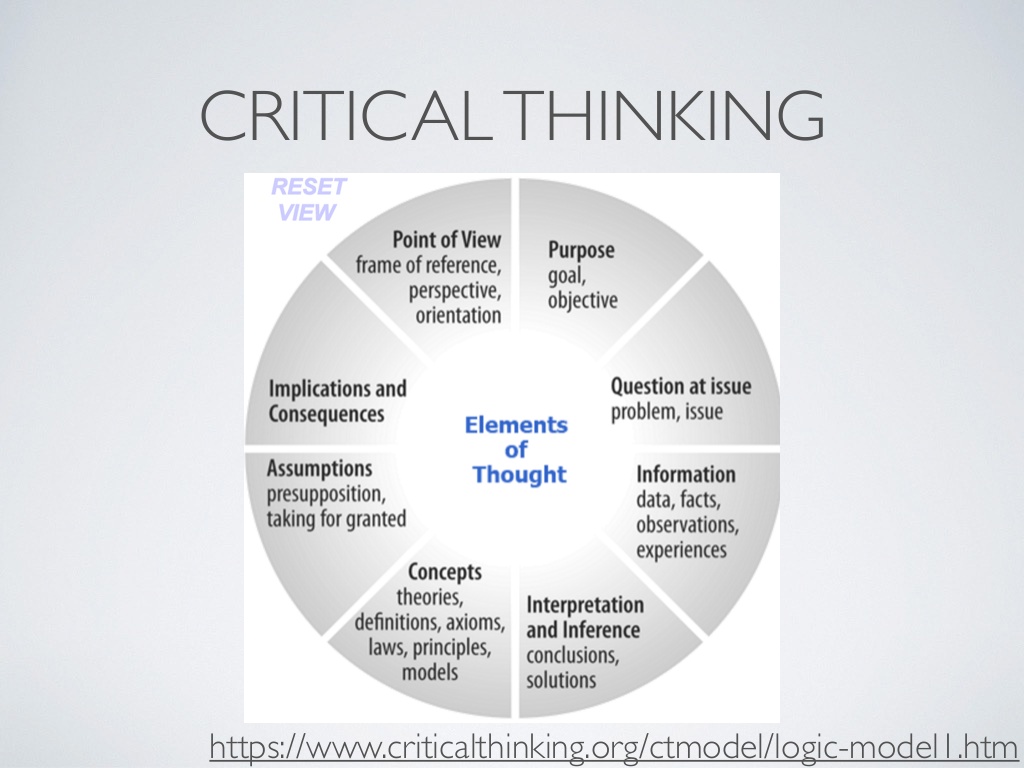 CRITICAL THINKING
RESET
VIEW
Point of View
frame of reference,
perspective,
orientation
Purpose
goal,
objective
Question at issue
problem, issue
Information
data, facts,
observations,
experiences
Interpretation
and Inference
conclusions,
solutions
Concepts
theories,
definitions, axioms,
laws, principles,
models
Assumptions
presupposition,
taking for granted
Implications and
Consequences
Elements
of
Thought
https://www.criticalthinking.org/ctmodel/logic-model1.htm